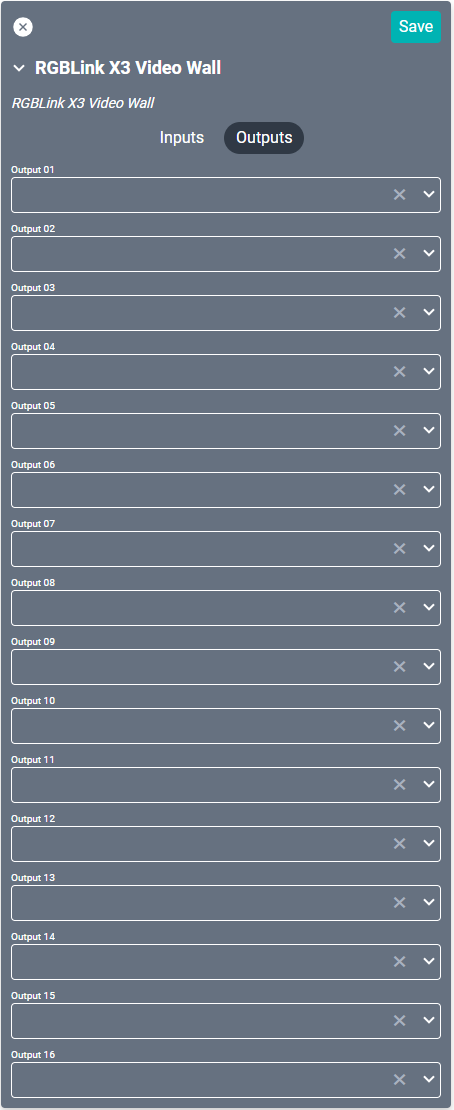 Save
RGBLink X3 Video Wall
RGBLink X3 Video Wall
Inputs Outputs
Output 01
Output 02
Output 03
Output 04
Output 05
Output 06
Output 07
Output 08
Output 09
Output 10
Output 11
Output 12
Output 13
Output 14
Output 15
Output 16